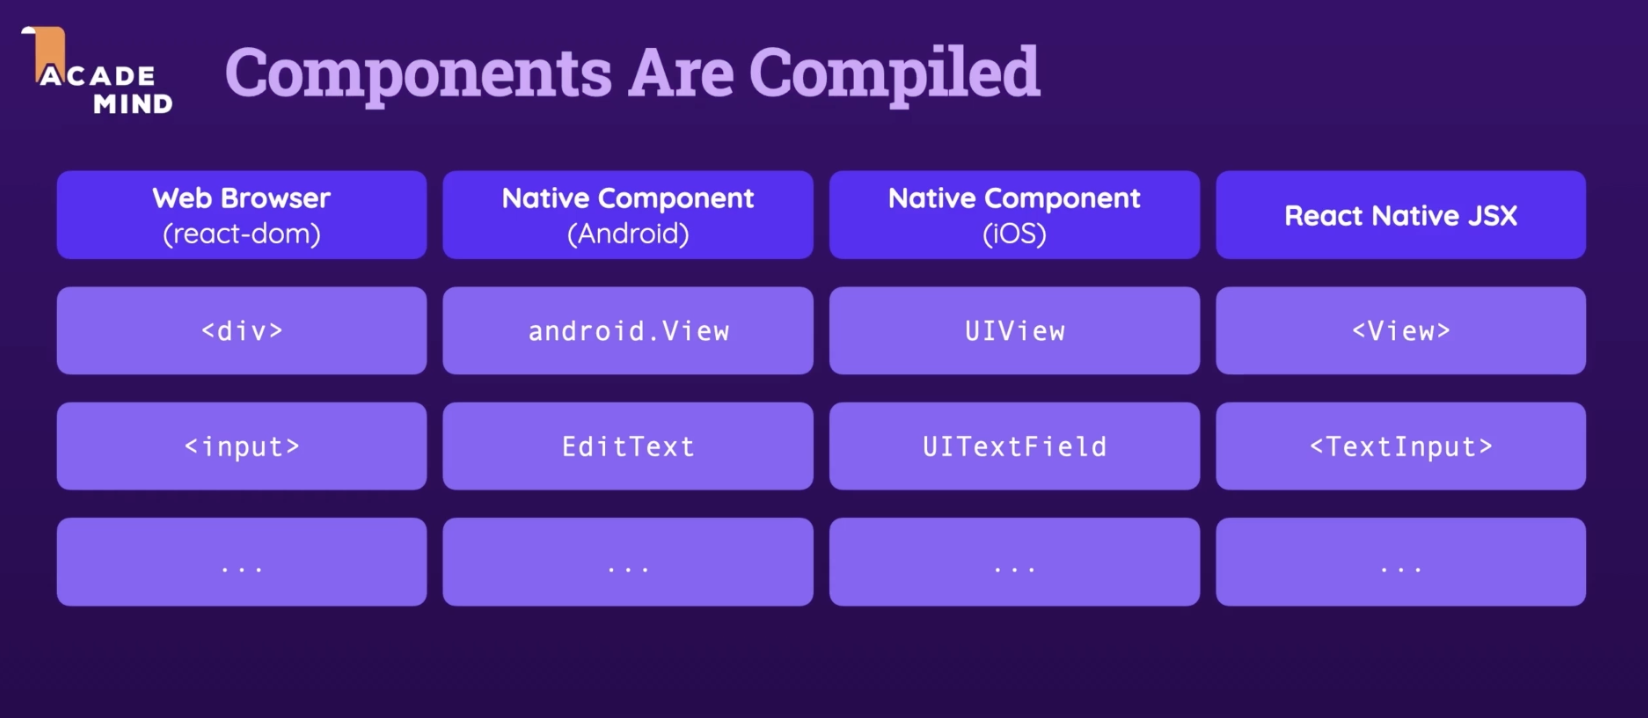 ACADE
MIND
Components Are Compiled
Web Browser
(react-dom)
Native Component
(Android)
Native Component
(iOS)
React Native JSX
<div>
android.View
UIView
<View>
<input>
EditText
UITextField
<TextInput>
...
...
...
...